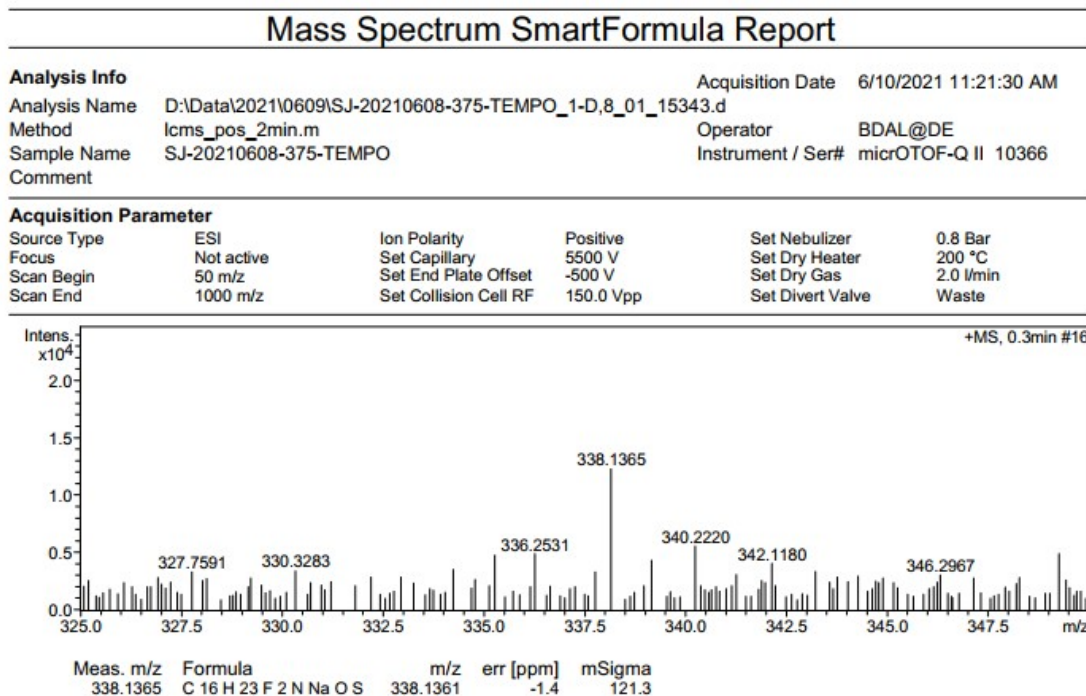 Mass Spectrum SmartFormula Report
Analysis Info
Acquisition Date 6/10/2021 11:21:30 AM
Analysis Name D:\Data\2021\0609\SJ-20210608-375-TEMPO_1-D,8_01_15343.d
Method lcms_pos_2min.m Operator BDAL@DE
Sample Name SJ-20210608-375-TEMPO Instrument / Ser# micrOTOF-Q II 10366
Comment
Acquisition Parameter
Source Type ESI Ion Polarity Positive Set Nebulizer 0.8 Bar
Focus Not active Set Capillary 5500 V Set Dry Heater 200 °C
Scan Begin 50 m/z Set End Plate Offset -500 V Set Dry Gas 2.0 l/min
Scan End 1000 m/z Set Collision Cell RF 150.0 Vpp Set Divert Valve Waste
Intens. +MS, 0.3min #16
x10⁴
2.0
1.5
338.1365
1.0
336.2531 340.2220
0.5 327.7591 330.3283 342.1180 346.2967
0.0
325.0 327.5 330.0 332.5 335.0 337.5 340.0 342.5 345.0 347.5 m/z
Meas. m/z Formula m/z err [ppm] mSigma
338.1365 C 16 H 23 F 2 N Na O S 338.1361 -1.4 121.3